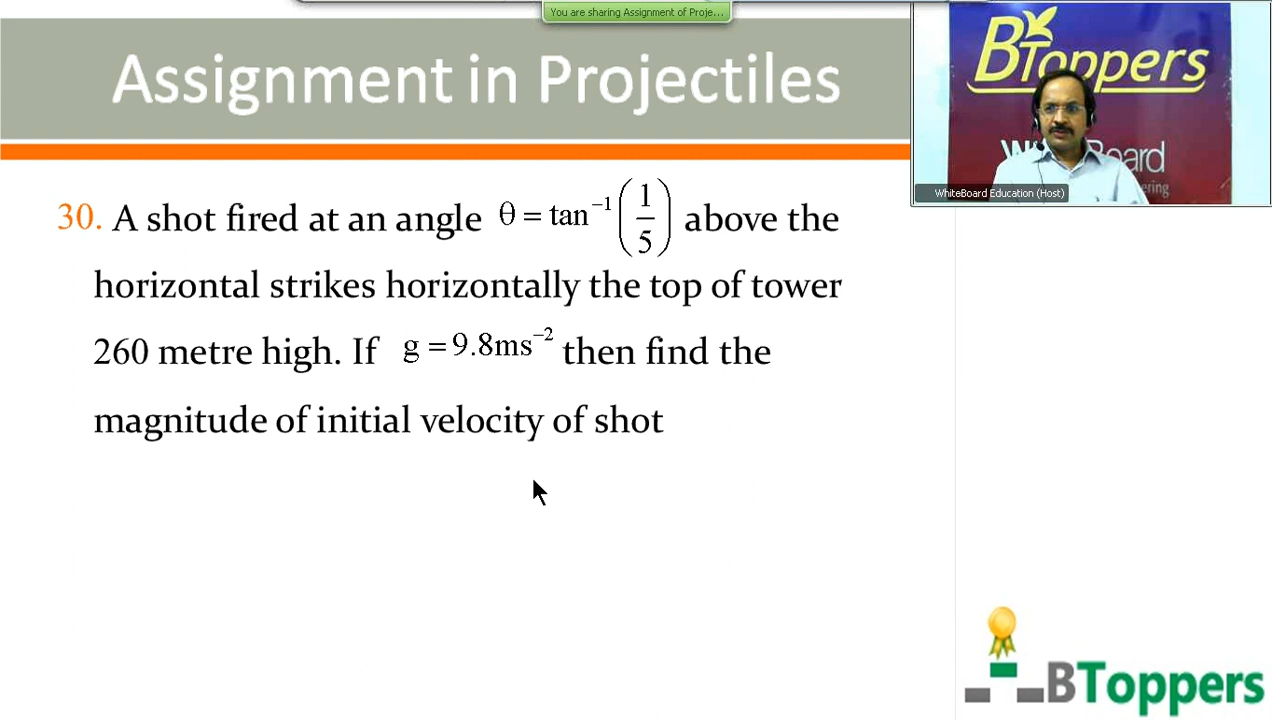 You are sharing Assignment of Proje...
Assignment in Projectiles
BToppers
WhiteBoard Education (Host)
30. A shot fired at an angle θ = tan⁻¹(1/5) above the
horizontal strikes horizontally the top of tower
260 metre high. If g = 9.8ms⁻² then find the
magnitude of initial velocity of shot
BToppers